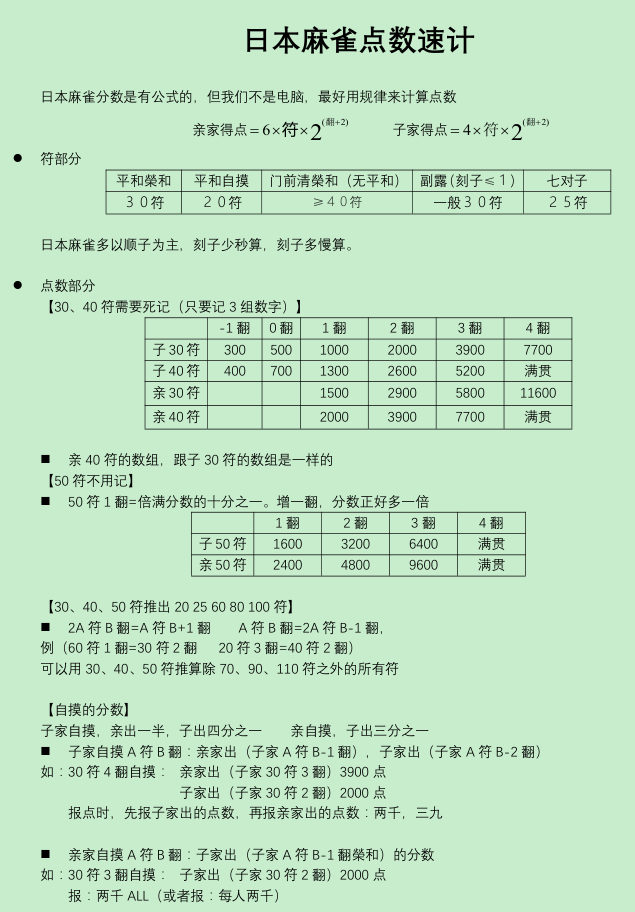 日本麻雀点数速计
日本麻雀分数是有公式的，但我们不是电脑，最好用规律来计算点数
亲家得点=6×符×2(翻+2) 子家得点=4×符×2(翻+2)
● 符部分
平和榮和 平和自摸 门前清榮和（无平和） 副露(刻子≤１) 七对子
３０符 ２０符 ≥４０符 一般３０符 ２５符
日本麻雀多以顺子为主，刻子少秒算，刻子多慢算。
● 点数部分
【30、40 符需要死记（只要记 3 组数字）】
-1 翻 0 翻 1 翻 2 翻 3 翻 4 翻
子 30 符 300 500 1000 2000 3900 7700
子 40 符 400 700 1300 2600 5200 满贯
亲 30 符 1500 2900 5800 11600
亲 40 符 2000 3900 7700 满贯
■ 亲 40 符的数组，跟子 30 符的数组是一样的
【50 符不用记】
■ 50 符 1 翻=倍满分数的十分之一。增一翻，分数正好多一倍
1 翻 2 翻 3 翻 4 翻
子 50 符 1600 3200 6400 满贯
亲 50 符 2400 4800 9600 满贯
【30、40、50 符推出 20 25 60 80 100 符】
■ 2A 符 B 翻=A 符 B+1 翻 A 符 B 翻=2A 符 B-1 翻，
例（60 符 1 翻=30 符 2 翻 20 符 3 翻=40 符 2 翻）
可以用 30、40、50 符推算除 70、90、110 符之外的所有符
【自摸的分数】
子家自摸，亲出一半，子出四分之一 亲自摸，子出三分之一
■ 子家自摸 A 符 B 翻：亲家出（子家 A 符 B-1 翻），子家出（子家 A 符 B-2 翻）
如：30 符 4 翻自摸： 亲家出（子家 30 符 3 翻）3900 点
子家出（子家 30 符 2 翻）2000 点
报点时，先报子家出的点数，再报亲家出的点数：两千，三九
■ 亲家自摸 A 符 B 翻：子家出（子家 A 符 B-1 翻榮和）的分数
如：30 符 3 翻自摸： 子家出（子家 30 符 2 翻）2000 点
报：两千 ALL（或者报：每人两千）